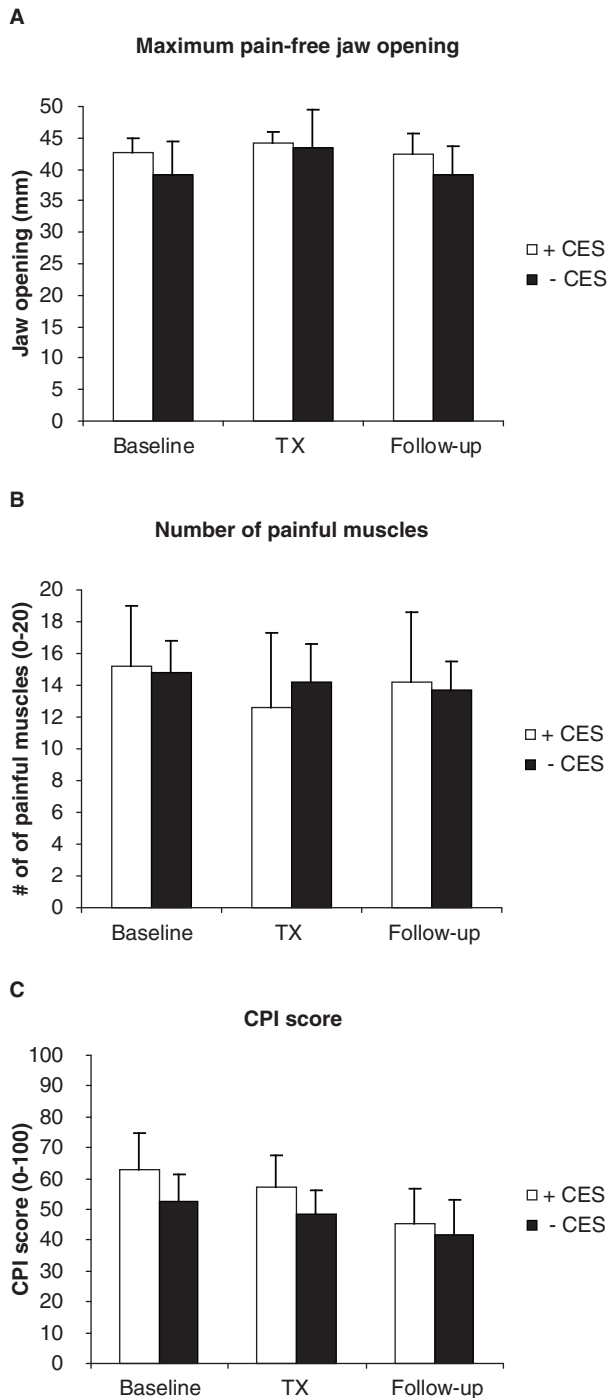 A
Maximum pain-free jaw opening
Jaw opening (mm)
50
45
40
35
30
25
20
15
10
5
0
Baseline
TX
Follow-up
+ CES
- CES
B
Number of painful muscles
# of of painful muscles (0-20)
20
18
16
14
12
10
8
6
4
2
0
Baseline
TX
Follow-up
+ CES
- CES
C
CPI score
CPI score (0-100)
100
90
80
70
60
50
40
30
20
10
0
Baseline
TX
Follow-up
+ CES
- CES